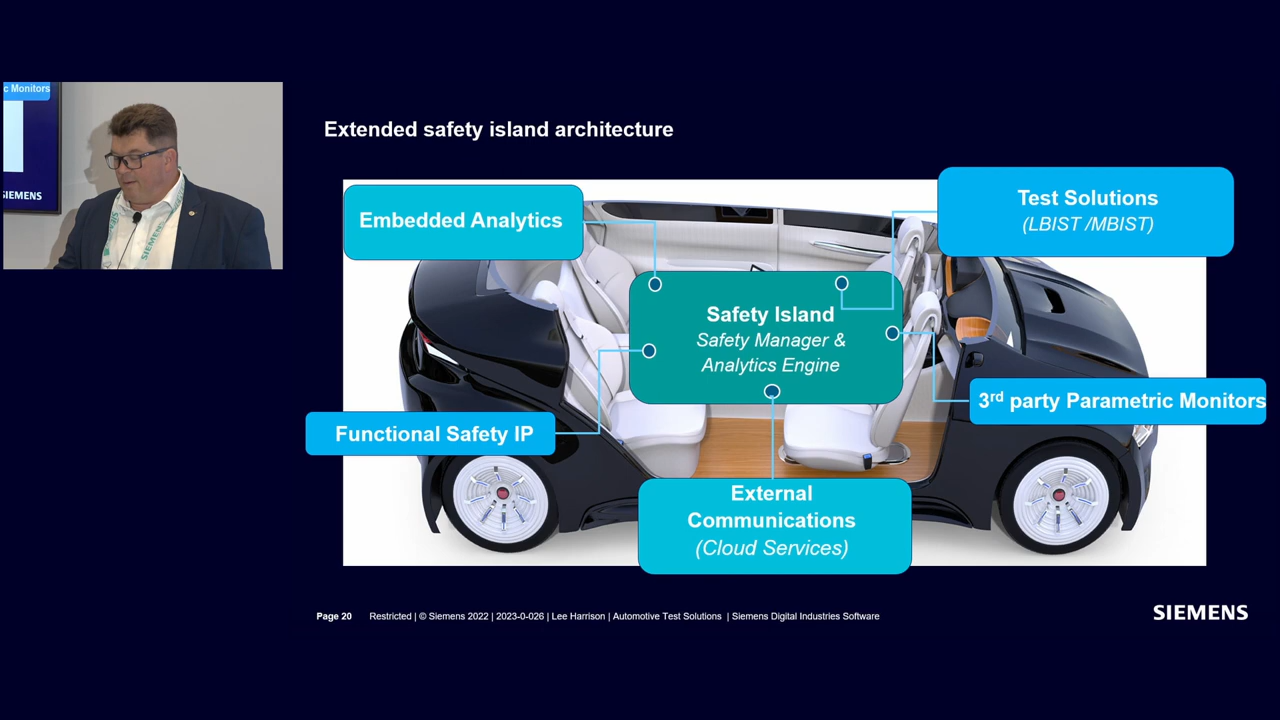 c Monitors
SIEMENS
SIEMENS
Extended safety island architecture
Embedded Analytics
Test Solutions
(LBIST /MBIST)
Safety Island
Safety Manager &
Analytics Engine
3rd party Parametric Monitors
Functional Safety IP
External
Communications
(Cloud Services)
Page 20 Restricted | © Siemens 2022 | 2023-0-026 | Lee Harrison | Automotive Test Solutions | Siemens Digital Industries Software
SIEMENS